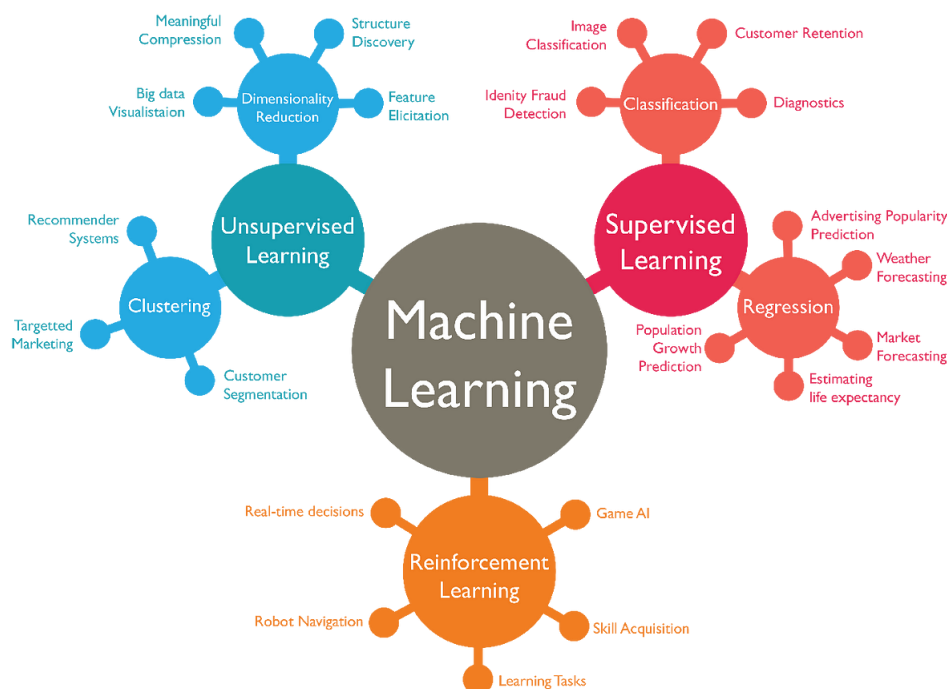 Meaningful
Compression
Structure
Discovery
Big data
Visualistaion
Dimensionality
Reduction
Feature
Elicitation
Unsupervised
Learning
Recommender
Systems
Clustering
Targetted
Marketing
Customer
Segmentation
Machine
Learning
Image
Classification
Customer Retention
Idenity Fraud
Detection
Classification
Diagnostics
Supervised
Learning
Advertising Popularity
Prediction
Weather
Forecasting
Regression
Population
Growth
Prediction
Market
Forecasting
Estimating
life expectancy
Real-time decisions
Game AI
Reinforcement
Learning
Robot Navigation
Skill Acquisition
Learning Tasks